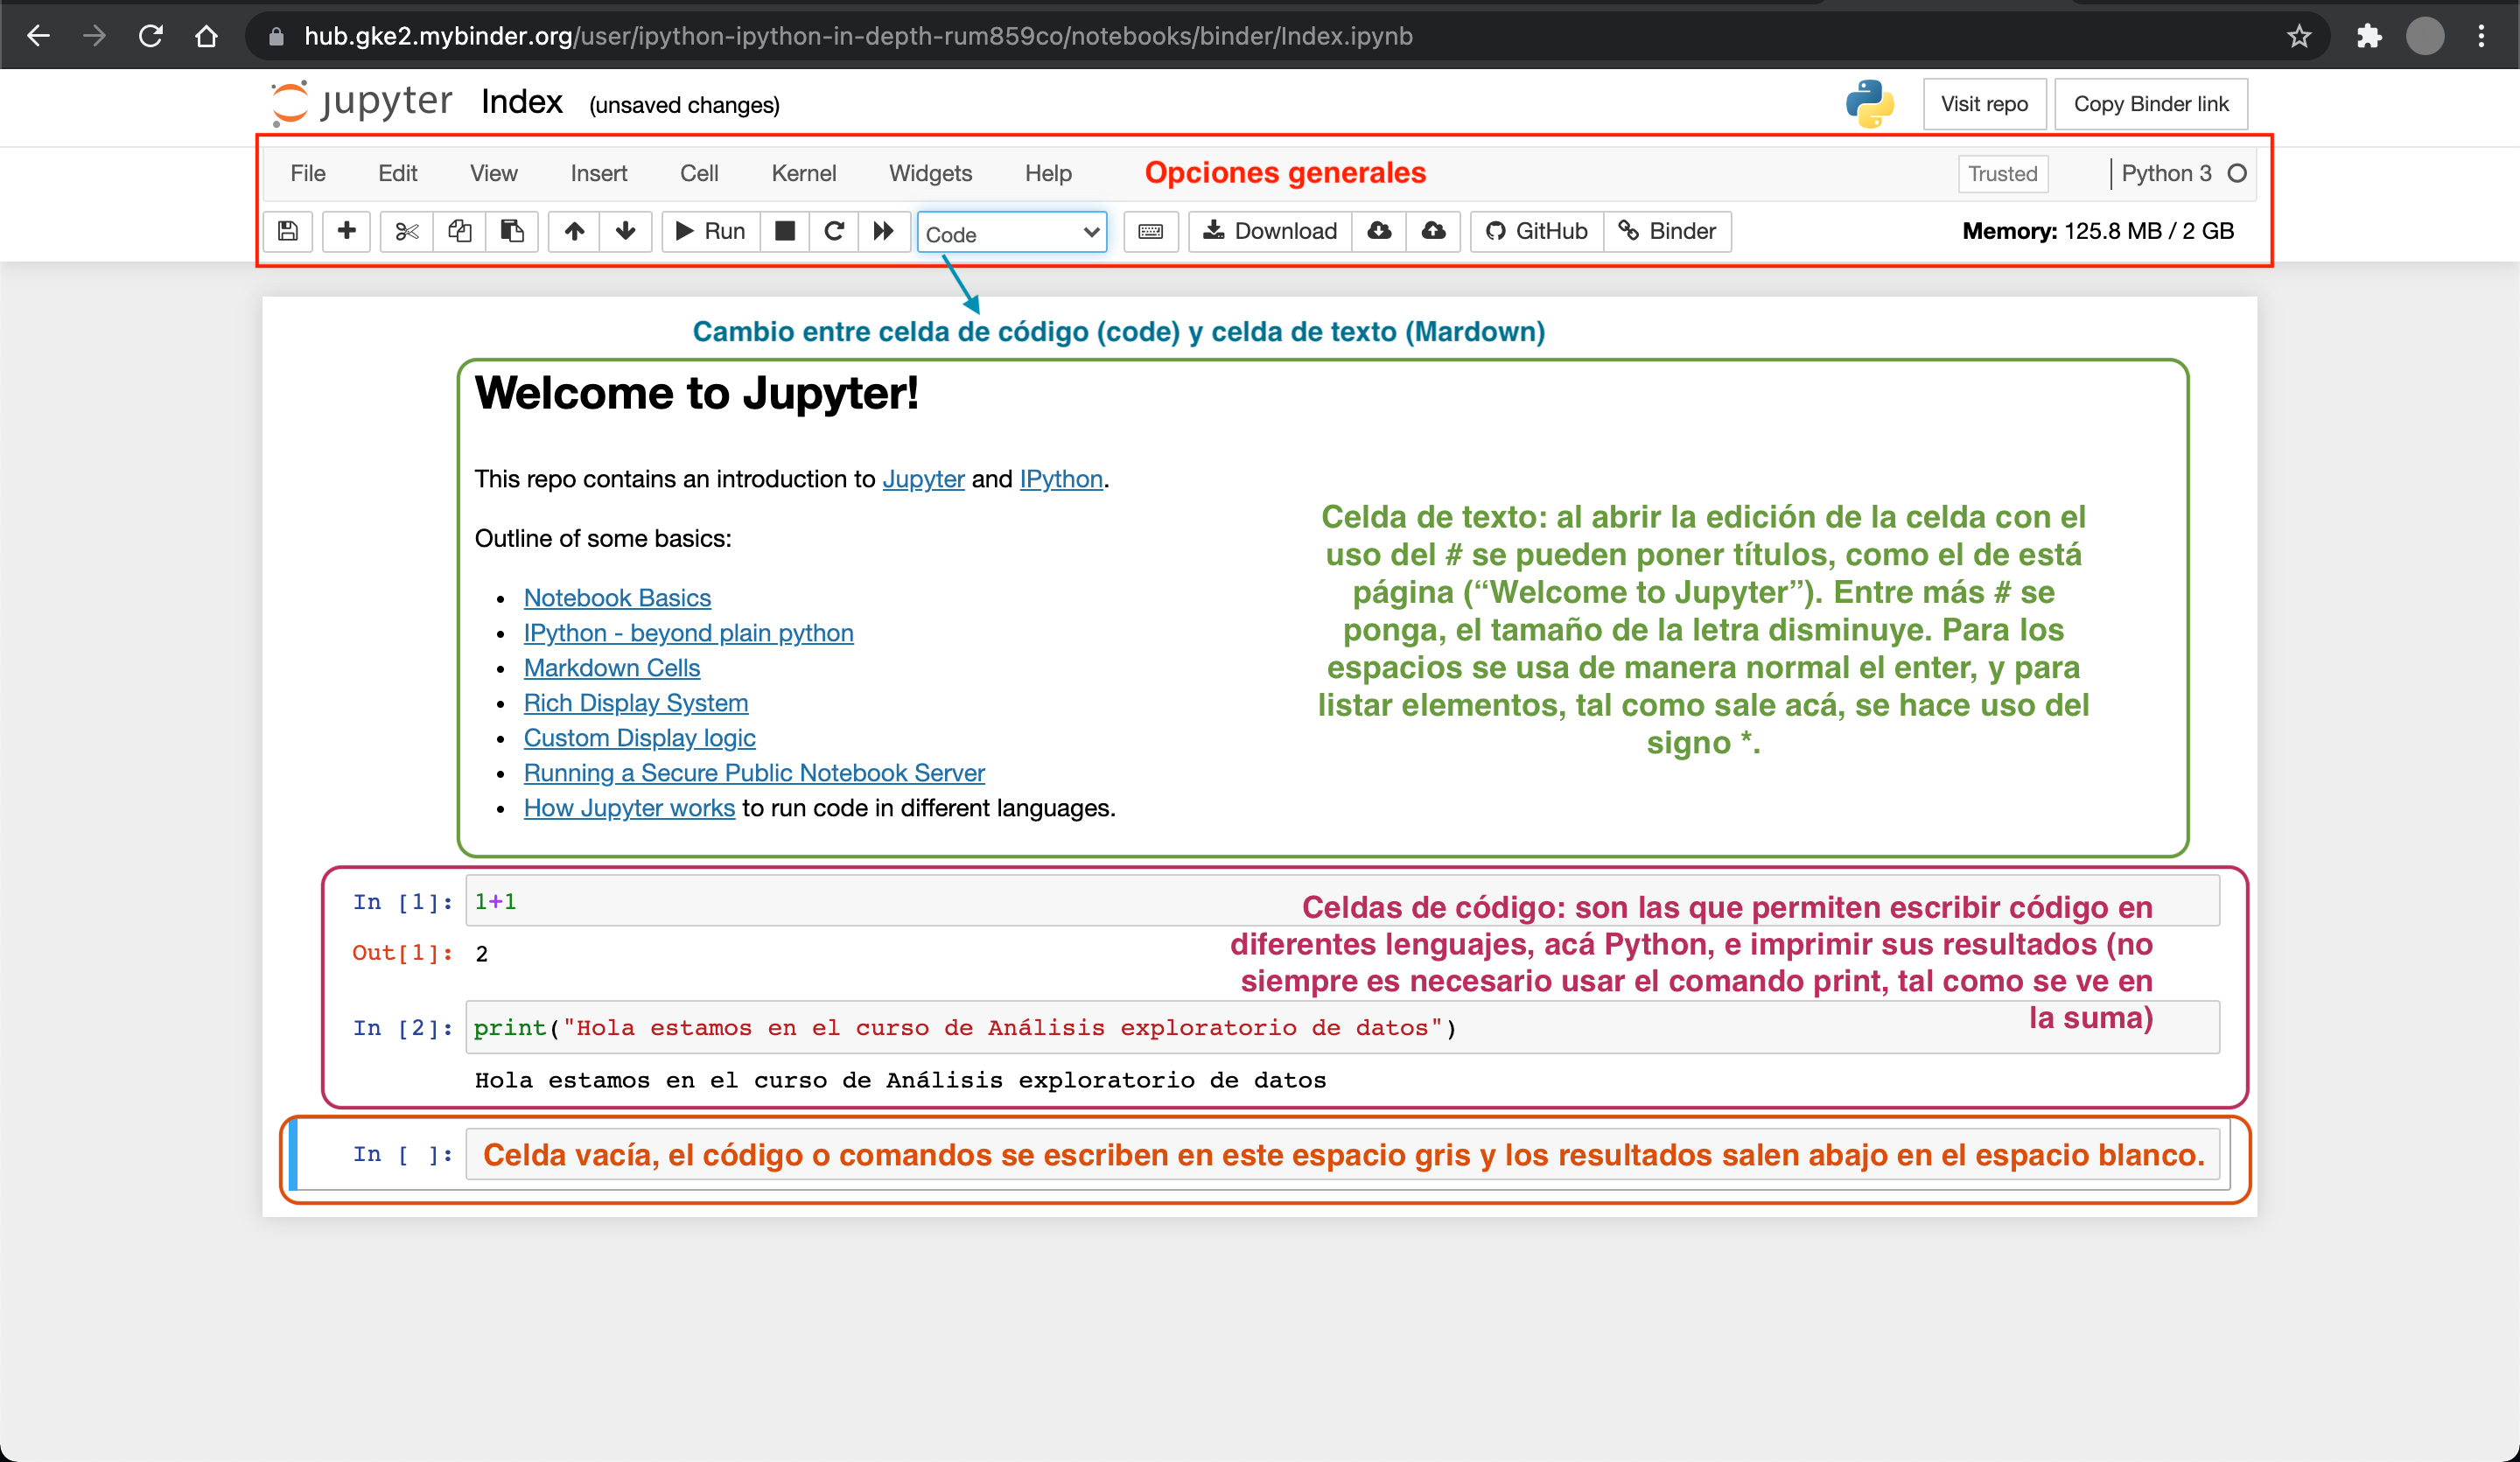 hub.gke2.mybinder.org/user/ipython-ipython-in-depth-rum859co/notebooks/binder/Index.ipynb
jupyter Index (unsaved changes) Visit repo Copy Binder link
File Edit View Insert Cell Kernel Widgets Help Opciones generales Trusted Python 3
Run Code Download GitHub Binder Memory: 125.8 MB / 2 GB
Cambio entre celda de código (code) y celda de texto (Mardown)
Welcome to Jupyter!
This repo contains an introduction to Jupyter and IPython.
Outline of some basics:
• Notebook Basics
• IPython - beyond plain python
• Markdown Cells
• Rich Display System
• Custom Display logic
• Running a Secure Public Notebook Server
• How Jupyter works to run code in different languages.
Celda de texto: al abrir la edición de la celda con el
uso del # se pueden poner títulos, como el de está
página (“Welcome to Jupyter”). Entre más # se
ponga, el tamaño de la letra disminuye. Para los
espacios se usa de manera normal el enter, y para
listar elementos, tal como sale acá, se hace uso del
signo *.
In [1]: 1+1
Out[1]: 2
Celdas de código: son las que permiten escribir código en
diferentes lenguajes, acá Python, e imprimir sus resultados (no
siempre es necesario usar el comando print, tal como se ve en
la suma)
In [2]: print("Hola estamos en el curso de Análisis exploratorio de datos")
Hola estamos en el curso de Análisis exploratorio de datos
In [ ]: Celda vacía, el código o comandos se escriben en este espacio gris y los resultados salen abajo en el espacio blanco.